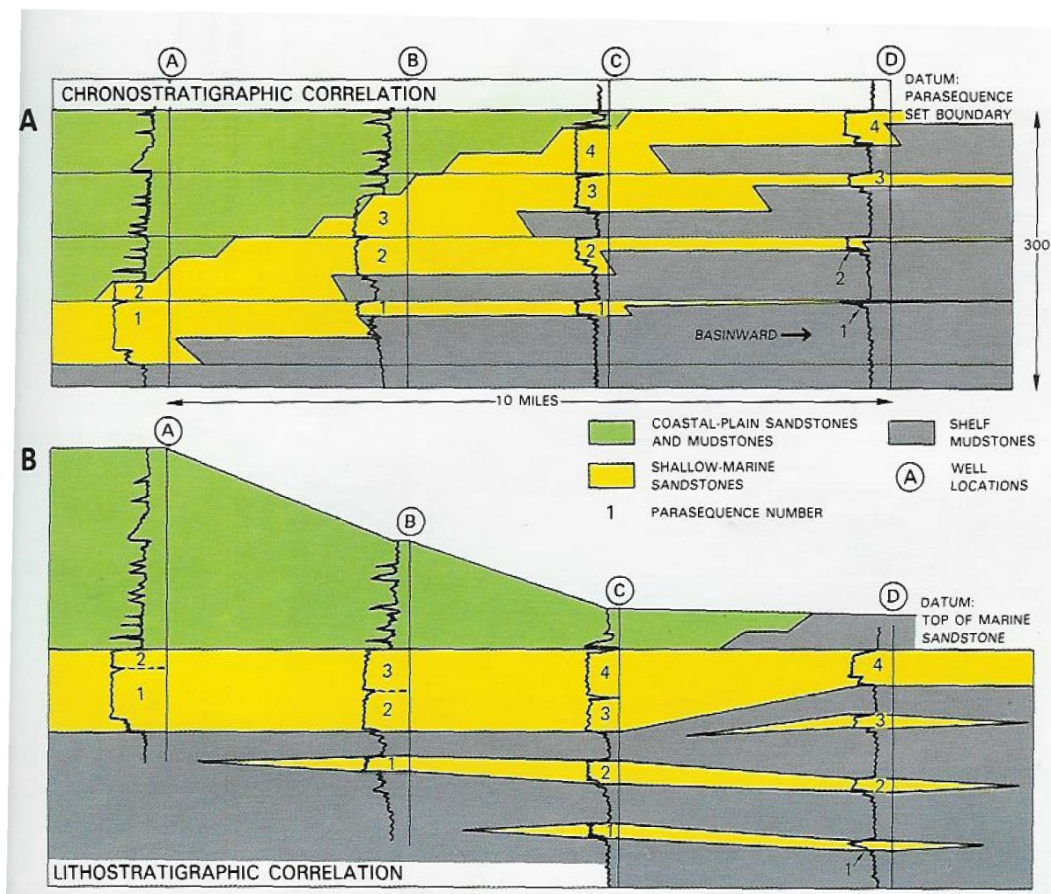 A
B
C
D
CHRONOSTRATIGRAPHIC CORRELATION
DATUM:
PARASEQUENCE
SET BOUNDARY
A
4
4
3
3
3
300
2
2
2
2
1
1
1
1
BASINWARD
10 MILES
COASTAL-PLAIN SANDSTONES
AND MUDSTONES
SHELF
MUDSTONES
SHALLOW-MARINE
SANDSTONES
A
WELL
LOCATIONS
1
PARASEQUENCE NUMBER
B
A
B
C
D
DATUM:
TOP OF MARINE
SANDSTONE
2
3
4
4
1
2
3
3
1
2
2
1
1
LITHOSTRATIGRAPHIC CORRELATION